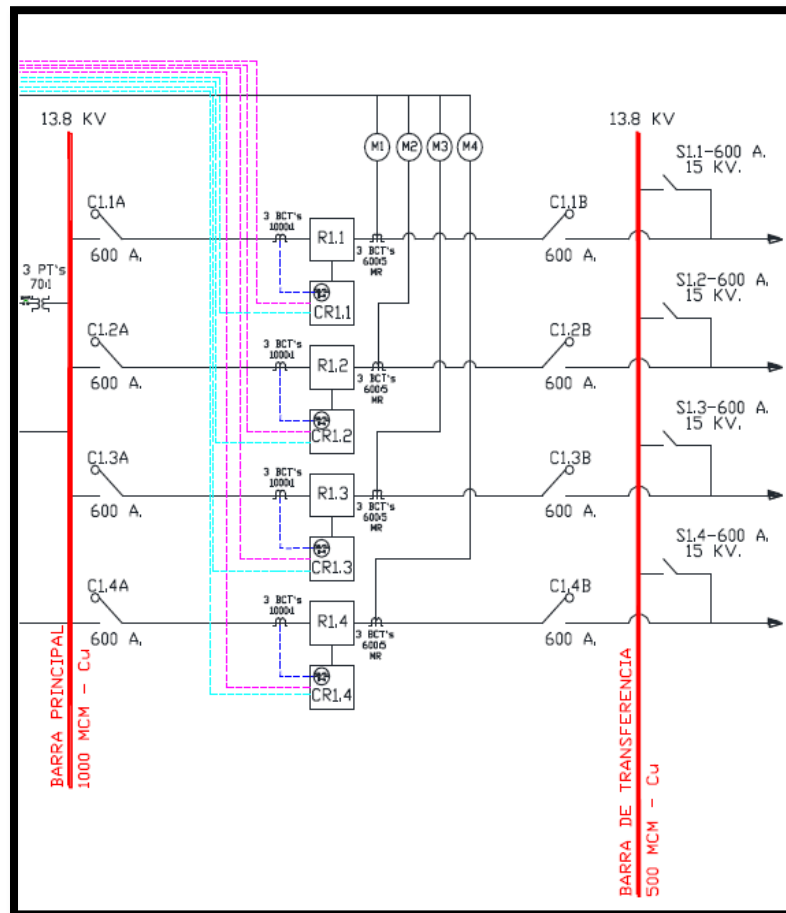 13.8 KV
13.8 KV
M1
M2
M3
M4
S1.1-600 A.
15 KV.
C1.1A
600 A.
3 BCT's
1000:1
R1.1
3 BCT's
600:5
MR
CR1.1
C1.1B
600 A.
3 PT's
70:1
S1.2-600 A.
15 KV.
C1.2A
600 A.
3 BCT's
1000:1
R1.2
3 BCT's
600:5
MR
CR1.2
C1.2B
600 A.
S1.3-600 A.
15 KV.
C1.3A
600 A.
3 BCT's
1000:1
R1.3
3 BCT's
600:5
MR
CR1.3
C1.3B
600 A.
S1.4-600 A.
15 KV.
C1.4A
600 A.
3 BCT's
1000:1
R1.4
3 BCT's
600:5
MR
CR1.4
C1.4B
600 A.
BARRA PRINCIPAL
1000 MCM - Cu
BARRA DE TRANSFERENCIA
500 MCM - Cu